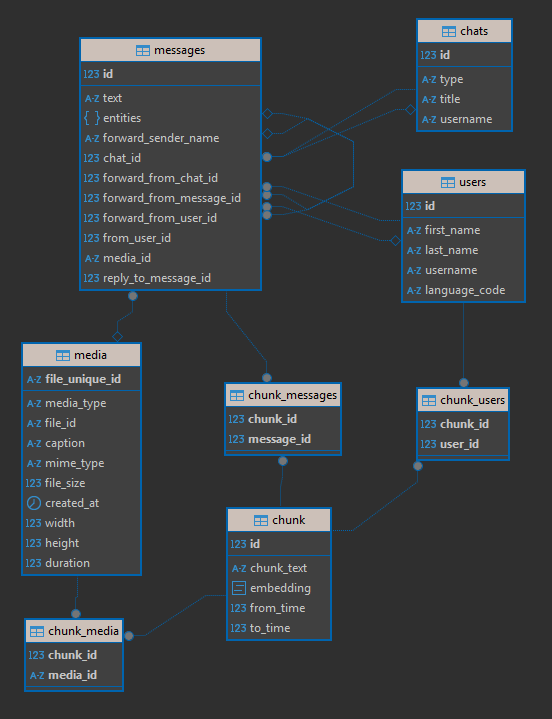 messages
123 id
A-Z text
{ } entities
A-Z forward_sender_name
123 chat_id
123 forward_from_chat_id
123 forward_from_message_id
123 forward_from_user_id
123 from_user_id
A-Z media_id
123 reply_to_message_id
chats
123 id
A-Z type
A-Z title
A-Z username
users
123 id
A-Z first_name
A-Z last_name
A-Z username
A-Z language_code
media
A-Z file_unique_id
A-Z media_type
A-Z file_id
A-Z caption
A-Z mime_type
123 file_size
created_at
123 width
123 height
123 duration
chunk_messages
123 chunk_id
123 message_id
chunk_users
123 chunk_id
123 user_id
chunk
123 id
A-Z chunk_text
embedding
123 from_time
123 to_time
chunk_media
123 chunk_id
A-Z media_id